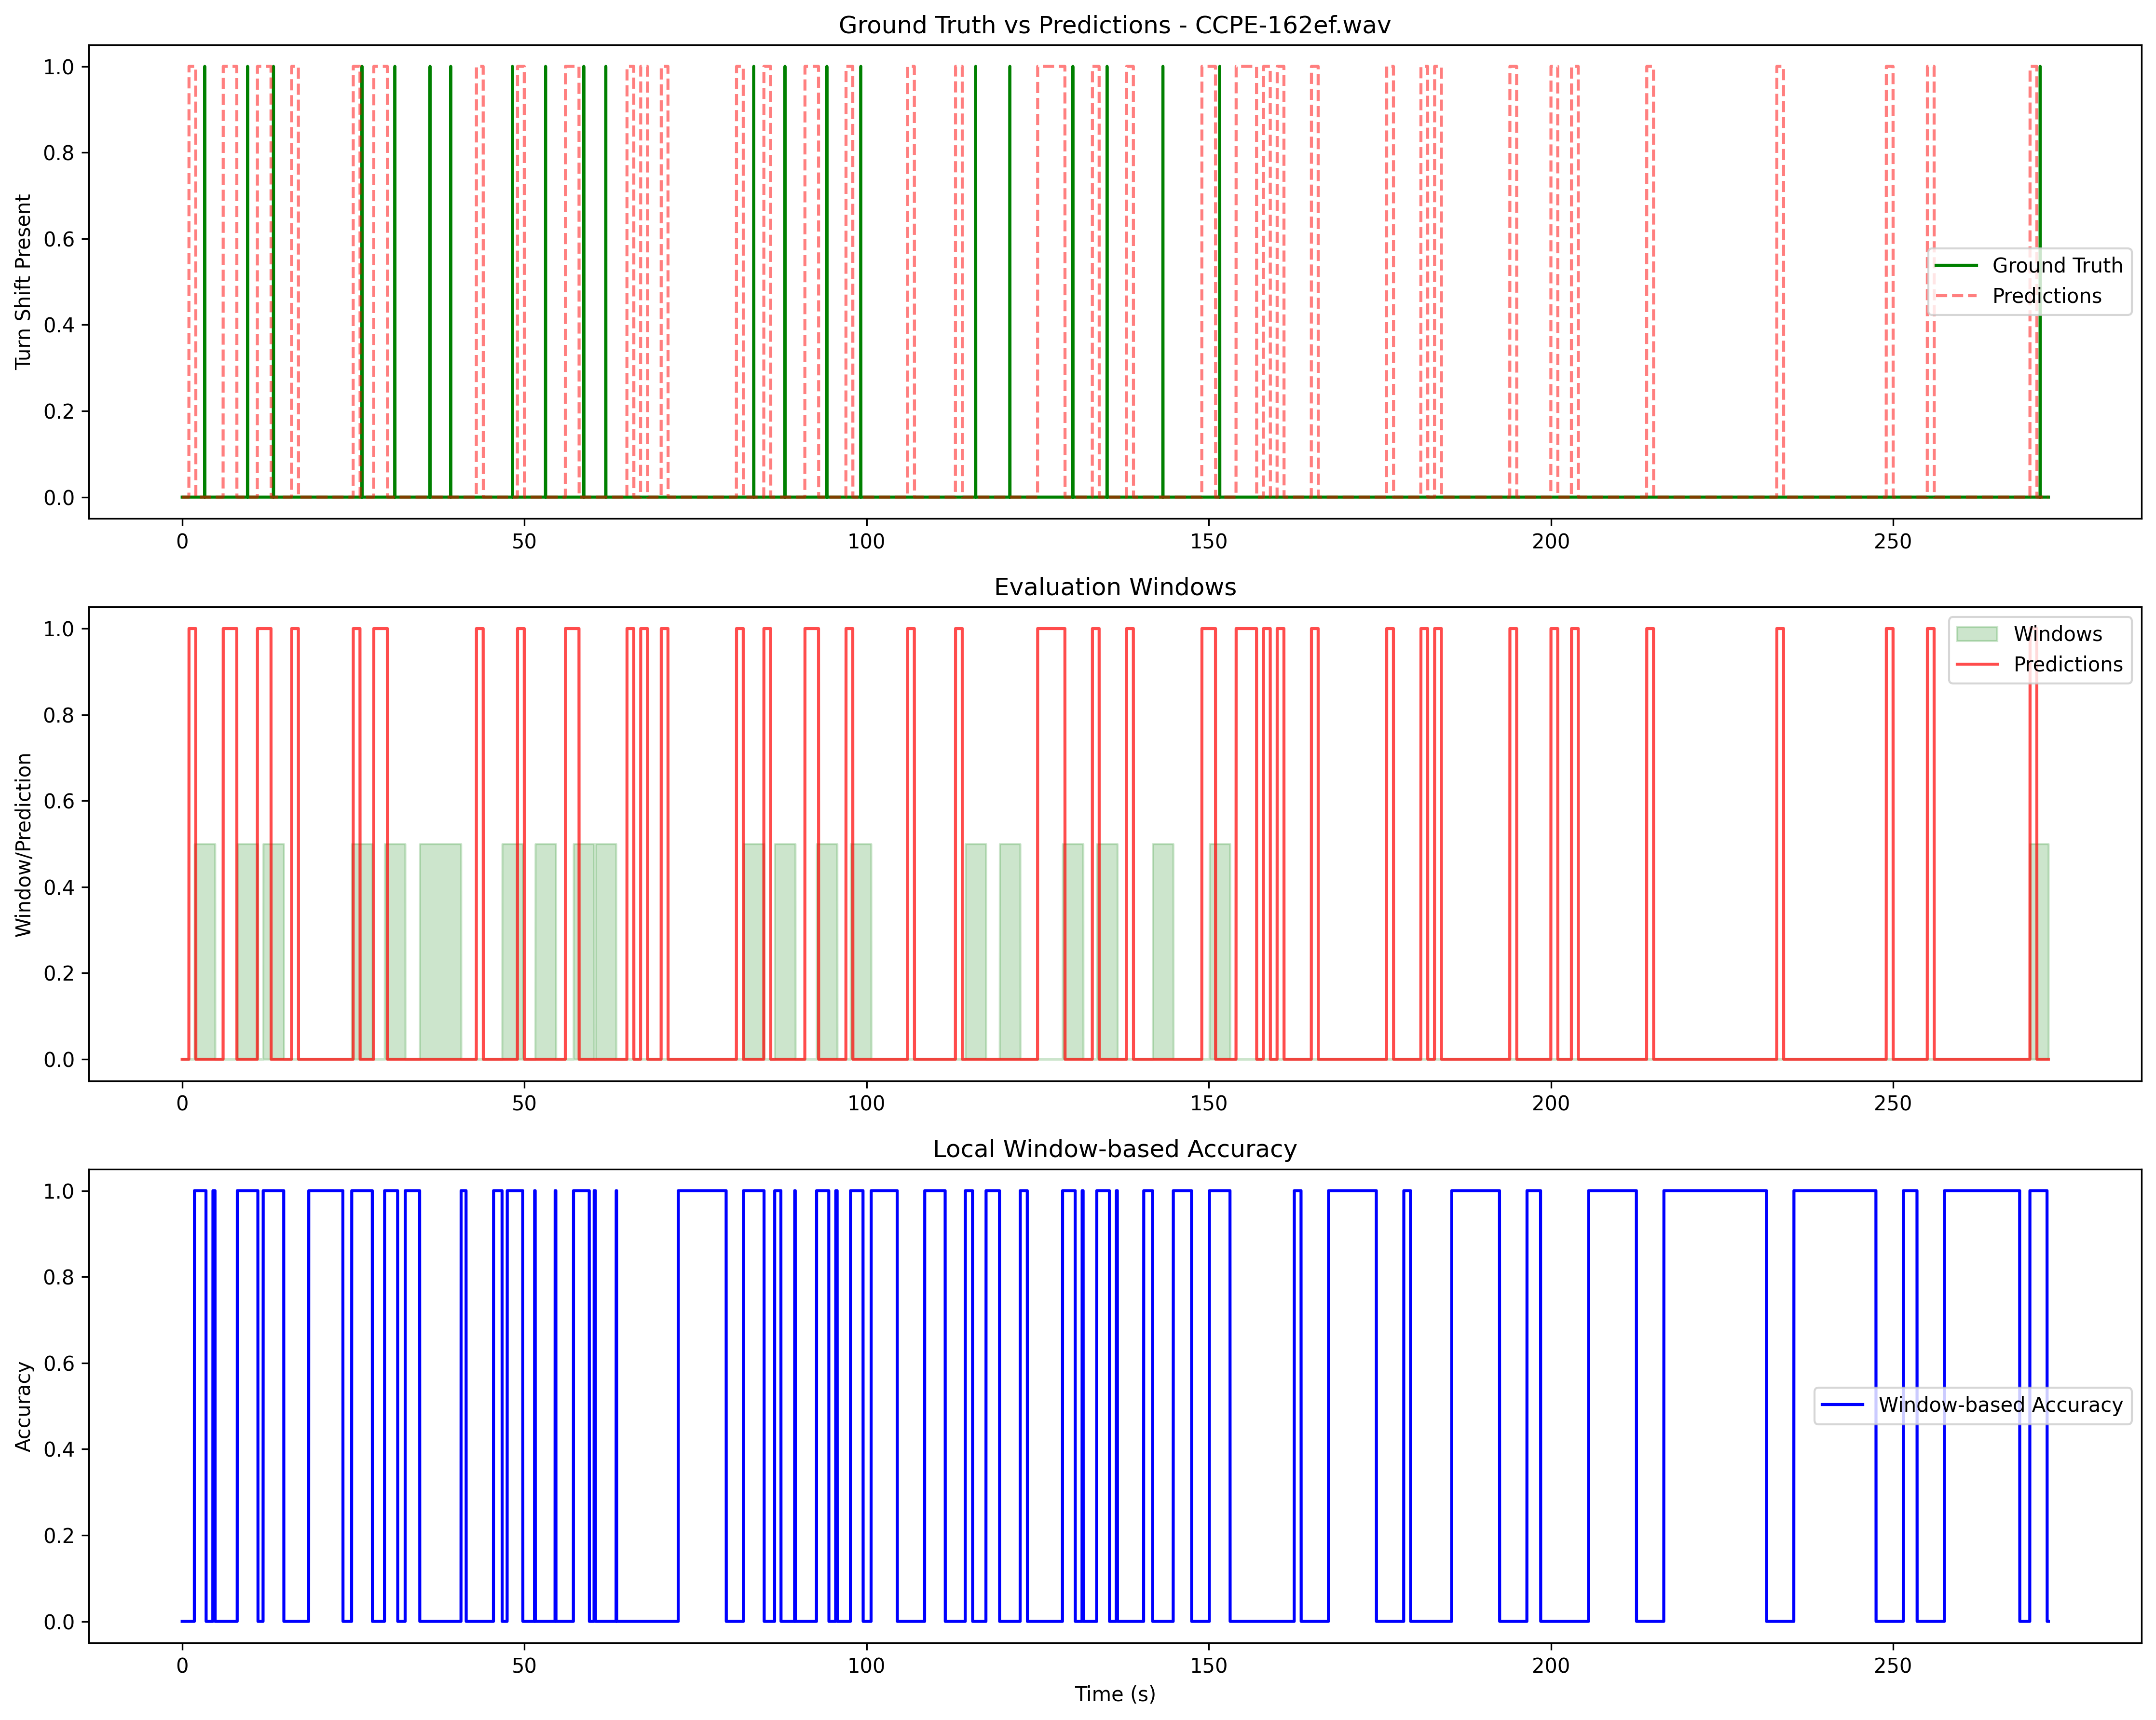 Ground Truth vs Predictions - CCPE-162ef.wav
Turn Shift Present
1.0
0.8
0.6
0.4
0.2
0.0
Ground Truth
Predictions
0 50 100 150 200 250
Evaluation Windows
Window/Prediction
1.0
0.8
0.6
0.4
0.2
0.0
Windows
Predictions
0 50 100 150 200 250
Local Window-based Accuracy
Accuracy
1.0
0.8
0.6
0.4
0.2
0.0
Window-based Accuracy
0 50 100 150 200 250
Time (s)